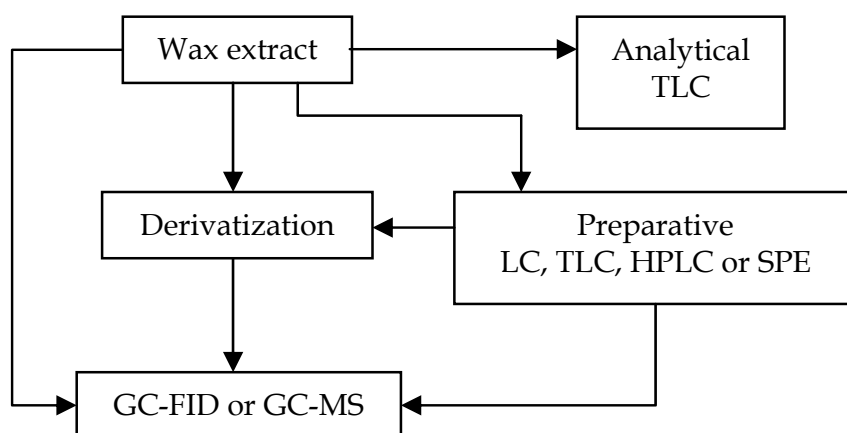 Wax extract
Analytical
TLC
Derivatization
Preparative
LC, TLC, HPLC or SPE
GC-FID or GC-MS